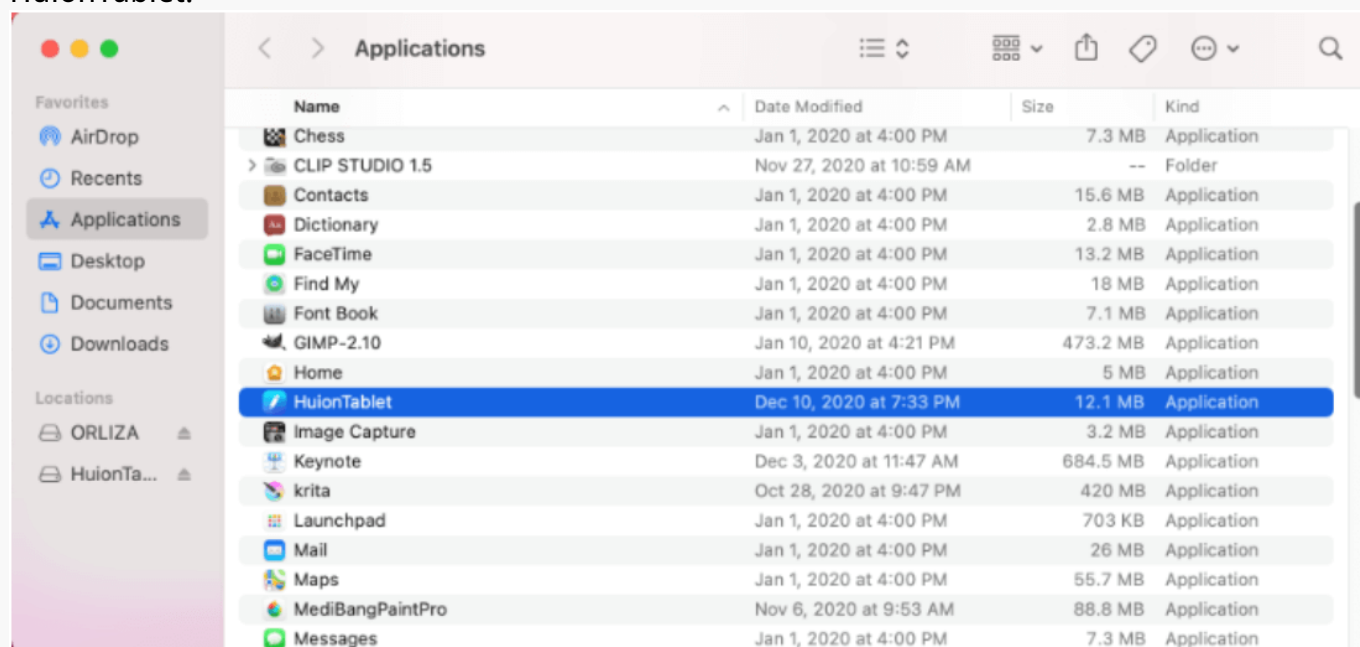 HuionTablet.
Applications
Favorites
AirDrop
Recents
Applications
Desktop
Documents
Downloads
Locations
ORLIZA
HuionTa...
Name Date Modified Size Kind
Chess Jan 1, 2020 at 4:00 PM 7.3 MB Application
CLIP STUDIO 1.5 Nov 27, 2020 at 10:59 AM -- Folder
Contacts Jan 1, 2020 at 4:00 PM 15.6 MB Application
Dictionary Jan 1, 2020 at 4:00 PM 2.8 MB Application
FaceTime Jan 1, 2020 at 4:00 PM 13.2 MB Application
Find My Jan 1, 2020 at 4:00 PM 18 MB Application
Font Book Jan 1, 2020 at 4:00 PM 7.1 MB Application
GIMP-2.10 Jan 10, 2020 at 4:21 PM 473.2 MB Application
Home Jan 1, 2020 at 4:00 PM 5 MB Application
HuionTablet Dec 10, 2020 at 7:33 PM 12.1 MB Application
Image Capture Jan 1, 2020 at 4:00 PM 3.2 MB Application
Keynote Dec 3, 2020 at 11:47 AM 684.5 MB Application
krita Oct 28, 2020 at 9:47 PM 420 MB Application
Launchpad Jan 1, 2020 at 4:00 PM 703 KB Application
Mail Jan 1, 2020 at 4:00 PM 26 MB Application
Maps Jan 1, 2020 at 4:00 PM 55.7 MB Application
MediBangPaintPro Nov 6, 2020 at 9:53 AM 88.8 MB Application
Messages Jan 1, 2020 at 4:00 PM 7.3 MB Application